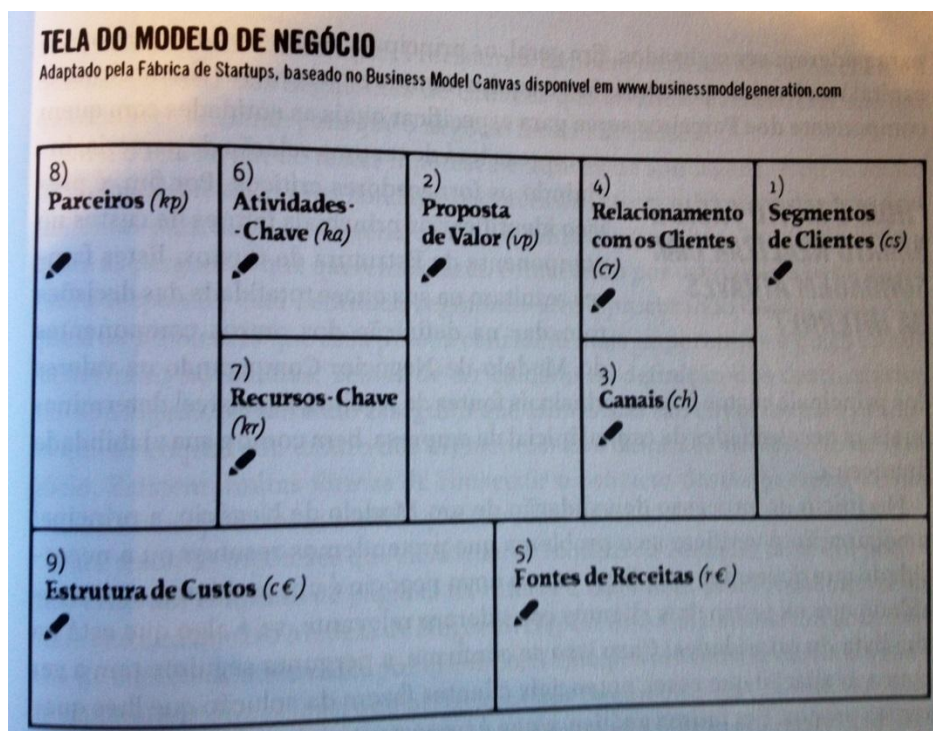 TELA DO MODELO DE NEGÓCIO
Adaptado pela Fábrica de Startups, baseado no Business Model Canvas disponível em www.businessmodelgeneration.com
8)
Parceiros (kp)
6)
Atividades-
-Chave (ka)
2)
Proposta
de Valor (vp)
4)
Relacionamento
com os Clientes
(cr)
1)
Segmentos
de Clientes (cs)
7)
Recursos-Chave
(kr)
3)
Canais (ch)
9)
Estrutura de Custos (c€)
5)
Fontes de Receitas (r€)